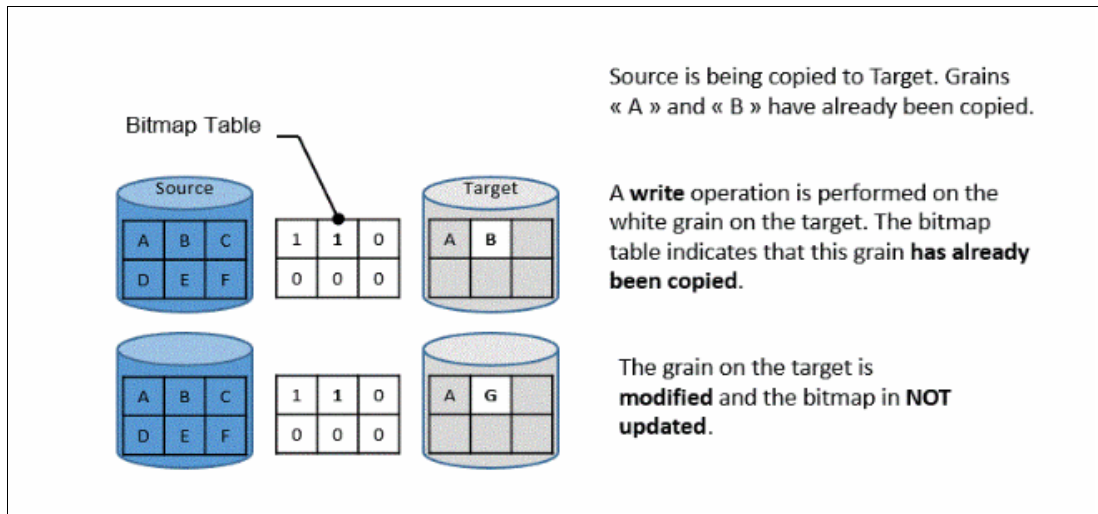 Source is being copied to Target. Grains
« A » and « B » have already been copied.
Bitmap Table
Source
Target
A B C
D E F
1 1 0
0 0 0
A B
A write operation is performed on the
white grain on the target. The bitmap
table indicates that this grain has already
been copied.
A B C
D E F
1 1 0
0 0 0
A G
The grain on the target is
modified and the bitmap in NOT
updated.